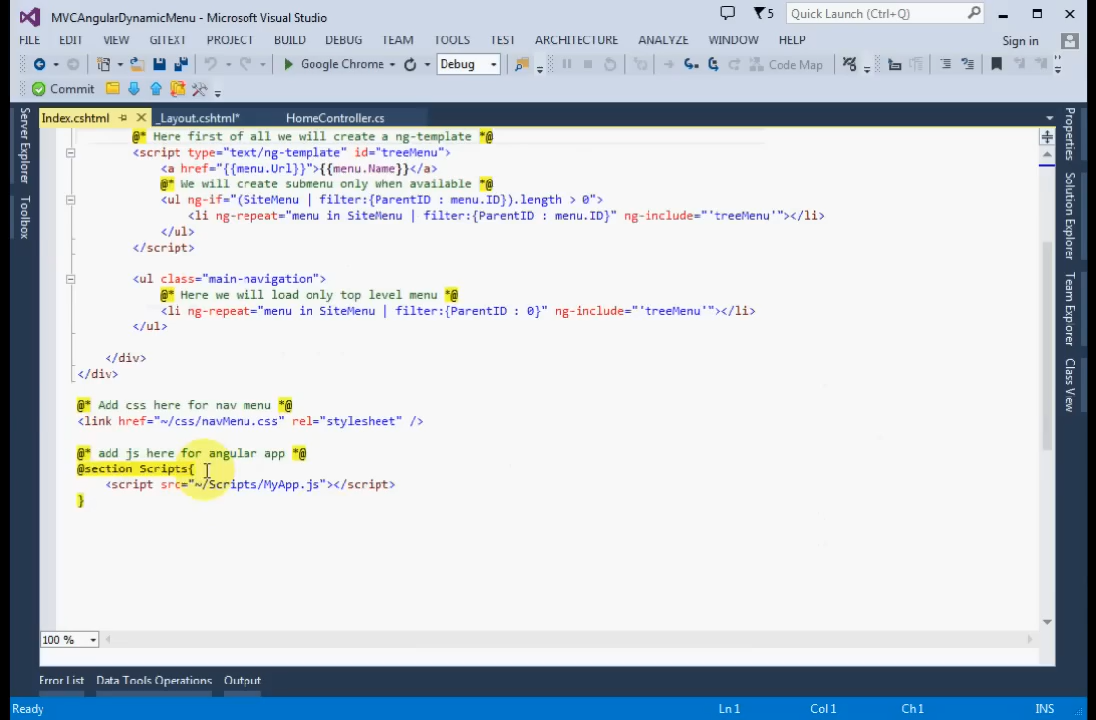 MVCAngularDynamicMenu - Microsoft Visual Studio
5
Quick Launch (Ctrl+Q)
FILE EDIT VIEW GITEXT PROJECT BUILD DEBUG TEAM TOOLS TEST ARCHITECTURE ANALYZE WINDOW HELP Sign in
Google Chrome Debug Code Map
Commit
Server Explorer
Toolbox
Index.cshtml _Layout.cshtml* HomeController.cs
@* Here first of all we will create a ng-template *@
<script type="text/ng-template" id="treeMenu">
<a href="{{menu.Url}}">{{menu.Name}}</a>
@* We will create submenu only when available *@
<ul ng-if="(SiteMenu | filter:{ParentID : menu.ID}).length > 0">
<li ng-repeat="menu in SiteMenu | filter:{ParentID : menu.ID}" ng-include="'treeMenu'"></li>
</ul>
</script>
<ul class="main-navigation">
@* Here we will load only top level menu *@
<li ng-repeat="menu in SiteMenu | filter:{ParentID : 0}" ng-include="'treeMenu'"></li>
</ul>
</div>
</div>
@* Add css here for nav menu *@
<link href="~/css/navMenu.css" rel="stylesheet" />
@* add js here for angular app *@
@section Scripts{
<script src="~/Scripts/MyApp.js"></script>
}
Properties
Solution Explorer
Team Explorer
Class View
100 %
Error List Data Tools Operations Output
Ready Ln 1 Col 1 Ch 1 INS